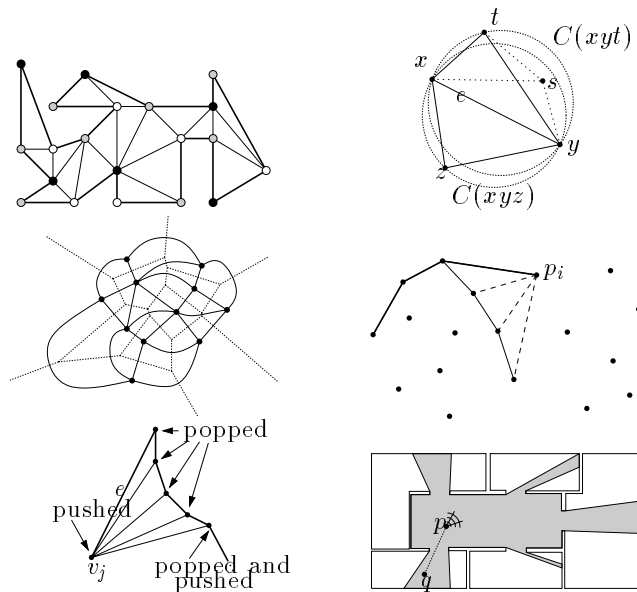 t
C(xyt)
x
s
e
y
z
C(xyz)
p_i
popped
e
pushed
v_j
popped and
pushed
p
q